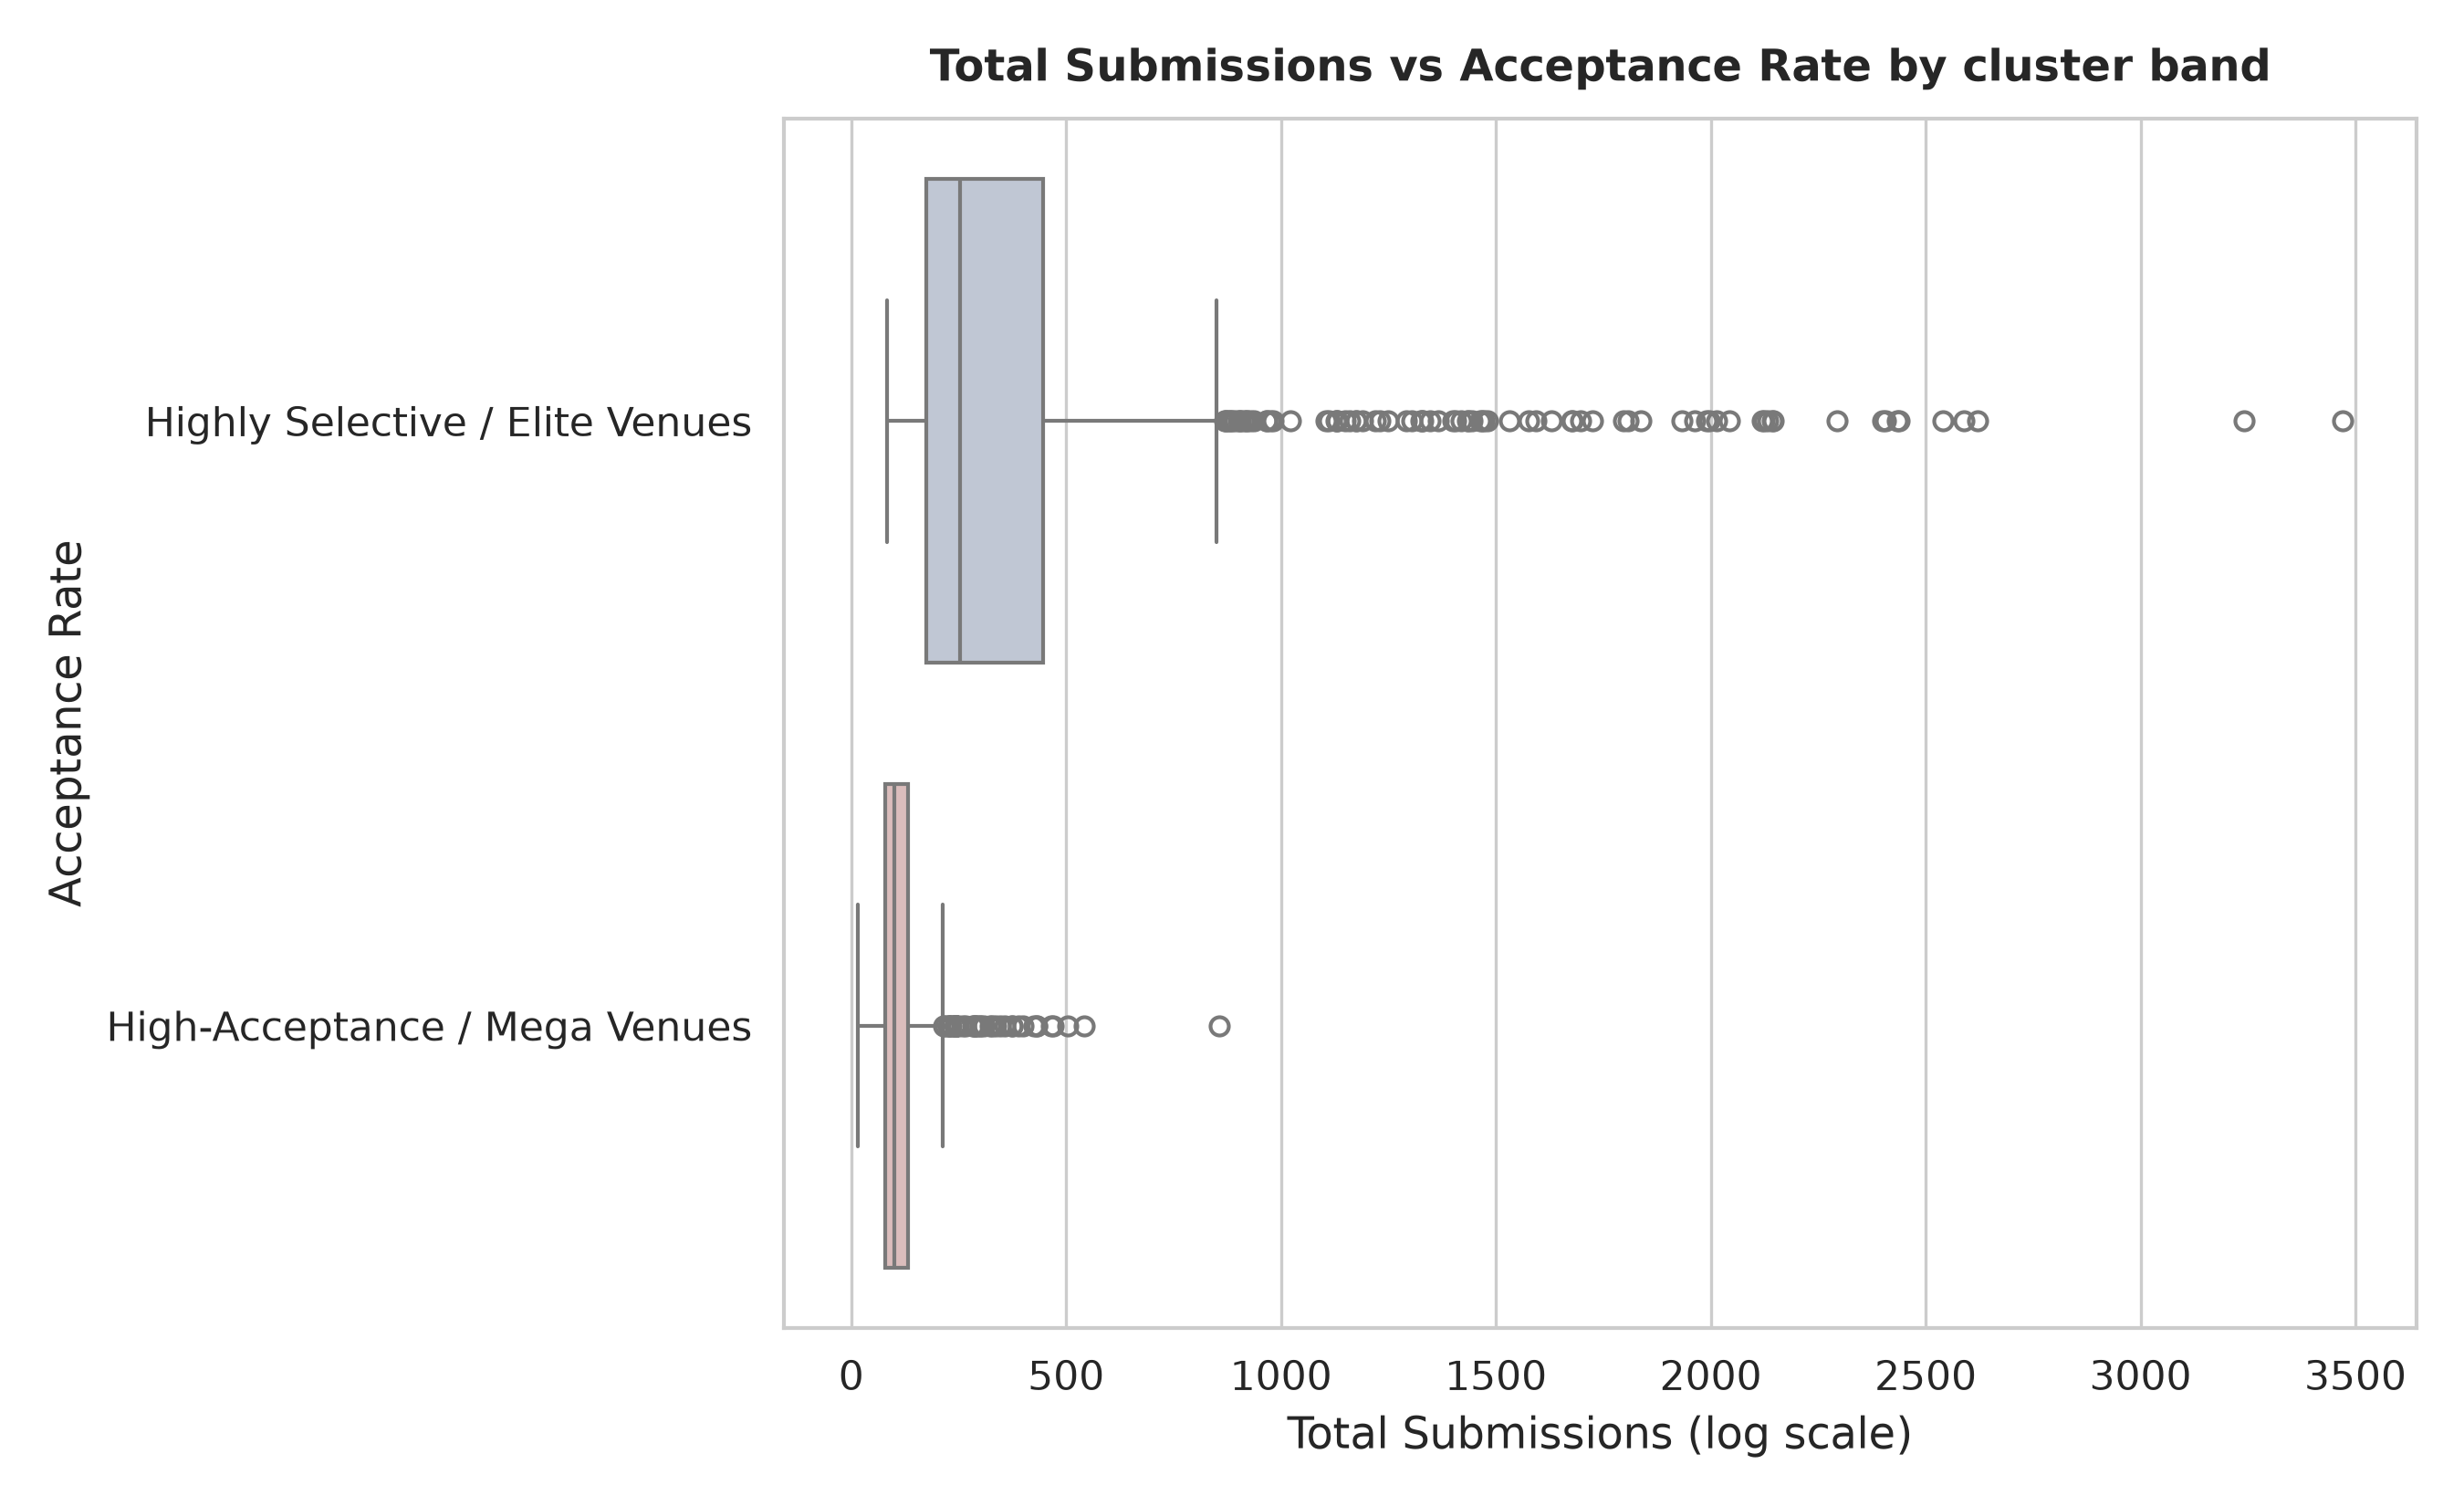 Total Submissions vs Acceptance Rate by cluster band
Acceptance Rate
Highly Selective / Elite Venues
High-Acceptance / Mega Venues
0 500 1000 1500 2000 2500 3000 3500
Total Submissions (log scale)